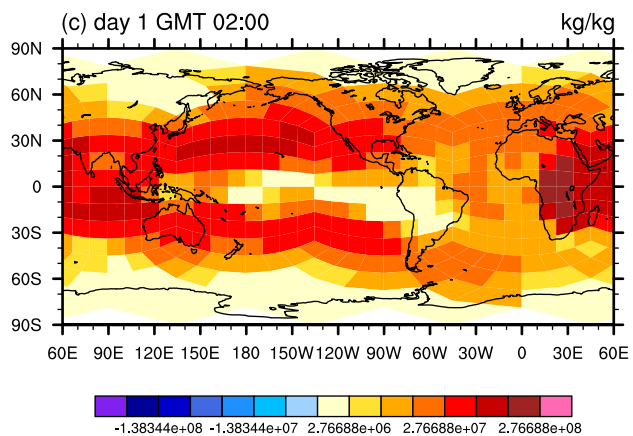 (c) day 1 GMT 02:00 kg/kg
90N
60N
30N
0
30S
60S
90S
60E 90E 120E 150E 180 150W 120W 90W 60W 30W 0 30E 60E
-1.38344e+08 -1.38344e+07 2.76688e+06 2.76688e+07 2.76688e+08